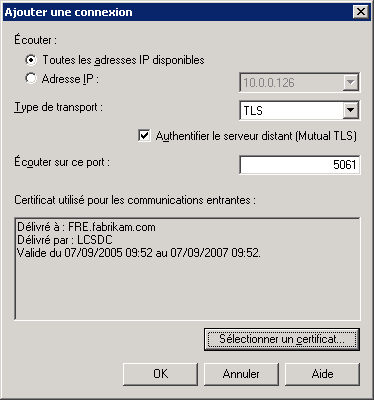 Ajouter une connexion
Écouter :
Toutes les adresses IP disponibles
Adresse IP :
10.0.0.126
Type de transport :
TLS
Authentifier le serveur distant (Mutual TLS)
Écouter sur ce port :
5061
Certificat utilisé pour les communications entrantes :
Délivré à : FRE.fabrikam.com
Délivré par : LCSDC
Valide du 07/09/2005 09:52 au 07/09/2007 09:52.
Sélectionner un certificat...
OK
Annuler
Aide